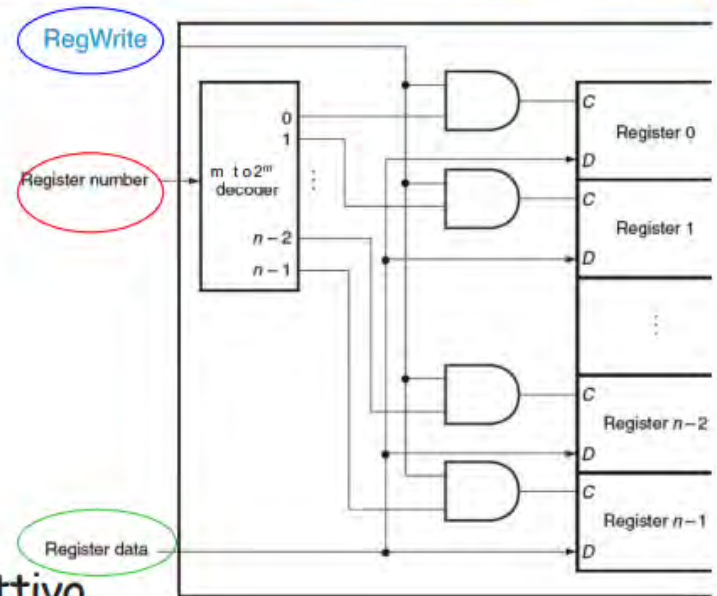 RegWrite
Register number
m to 2^m
decoder
0
1
⋮
n−2
n−1
C
Register 0
D
C
Register 1
D
⋮
C
Register n−2
D
C
Register n−1
D
Register data